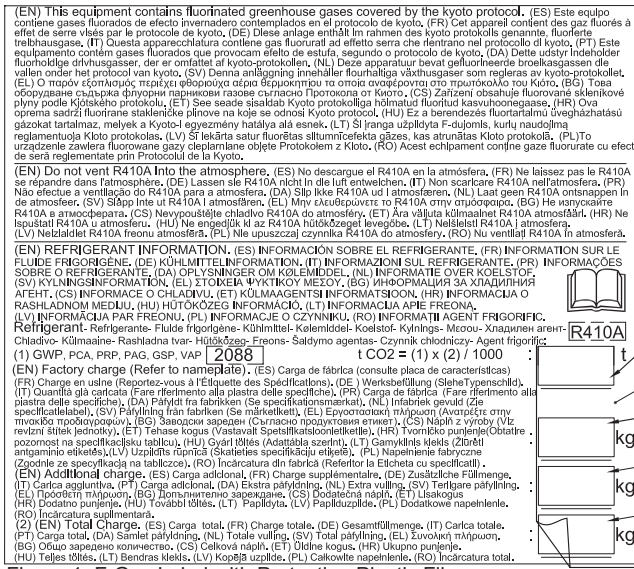 (EN) This equipment contains fluorinated greenhouse gases covered by the kyoto protocol. (ES) Este equipo
contiene gases fluorados de efecto invernadero contemplados en el protocolo de kyoto. (FR) Cet appareil contient des gaz fluorés à
effet de serre visés par le protocole de kyoto. (DE) Diese anlage enthält im rahmen des kyoto protokolls genannte, fluorierte
treibhausgase. (IT) Questa apparecchiatura contiene gas fluorurati ad effetto serra che rientrano nel protocollo di kyoto. (PT) Este
equipamento contém gases fluorados que provocam efeito de estufa, segundo o protocolo de kyoto. (DA) Dette udstyr indeholder
fluorholdige drivhusgasser, der er omfattet af kyoto-protokollen. (NL) Deze apparatuur bevat gefluorineerde broeikasgassen die
vallen onder het protocol van kyoto. (SV) Denna anläggning innehåller fluorhaltiga växthusgaser som regleras av kyoto-protokollet.
(EL) Ο παρόν εξοπλισμός περιέχει φθοριούχα αέρια θερμοκηπίου τα οποία αναφέρονται στο πρωτόκολλο του Κιότο. (BG) Това
оборудване съдържа флуорни парникови газове съгласно Протокола от Киото. (CS) Zařízení obsahuje fluorované skleníkové
plyny podle Kjótského protokolu. (ET) See seade sisaldab Kyoto protokolliga hõlmatud fluoritud kasvuhoonegaase. (HR) Ova
oprema sadrži fluorirane stakleničke plinove na koje se odnosi Kyoto protocol. (HU) Ez a berendezés fluortartalmú üvegházhatású
gázokat tartalmaz, melyek a Kyoto-i egyezmény hatálya alá esnek. (LT) Šį įranga užpildyta F-dujomis, kurių naudojimą
reglamentuoja Kioto protokolas. (LV) Šī iekārta satur fluorētas siltumnīcefekta gāzes, kas atrunātas Kioto protokolā. (PL)To
urządzenie zawiera fluorowane gazy cieplarniane objęte Protokołem z Kioto. (RO) Acest echipament conţine gaze fluorurate cu efect
de seră reglementate prin Protocolul de la Kyoto.
(EN) Do not vent R410A into the atmosphere. (ES) No descargue el R410A en la atmósfera. (FR) Ne laissez pas le R410A
se répandre dans l'atmosphère. (DE) Lassen sie R410A nicht in die luft entweichen. (IT) Non scaricare R410A nell'atmosfera. (PR)
Não efectue a ventilação do R410A para a atmosfera. (DA) Slip ikke R410A ud i atmosfæren. (NL) Laat geen R410A ontsnappen in
de atmosfeer. (SV) Släpp inte ut R410A i atmosfären. (EL) Μην ελευθερώνετε το R410A στην ατμόσφαιρα. (BG) Не изпускайте
R410A в атмосферата. (CS) Nevypouštějte chladivo R410A do atmosféry. (ET) Ära väljuta külmaainet R410A atmosfääri. (HR) Ne
ispuštati R410A u atmosferu. (HU) Ne engedjük ki az R410A hűtőközeget levegőbe. (LT) Neišleisti R410A į atmosferą.
(LV) Neizlaidiet R410A freonu atmosfērā. (PL) Nie upuszczaj czynnika R410A do atmosfery. (RO) Nu ventilaţi R410A în atmosferă.
(EN) REFRIGERANT INFORMATION. (ES) INFORMACIÓN SOBRE EL REFRIGERANTE. (FR) INFORMATION SUR LE
FLUIDE FRIGORIGÈNE. (DE) KÜHLMITTELINFORMATION. (IT) INFORMAZIONI SUL REFRIGERANTE. (PR) INFORMAÇÕES
SOBRE O REFRIGERANTE. (DA) OPLYSNINGER OM KØLEMIDDEL. (NL) INFORMATIE OVER KOELSTOF.
(SV) KYLNINGSINFORMATION. (EL) ΣΤΟΙΧΕΙΑ ΨΥΚΤΙΚΟΥ ΜΕΣΟΥ. (BG) ИНФОРМАЦИЯ ЗА ХЛАДИЛНИЯ
АГЕНТ. (CS) INFORMACE O CHLADIVU. (ET) KÜLMAAGENSI INFORMATSIOON. (HR) INFORMACIJA O
RASHLADNOM MEDIJU. (HU) HŰTŐKÖZEG INFORMÁCIÓ. (LT) INFORMACIJA APIE FREONA.
(LV) INFORMĀCIJA PAR FREONU. (PL) INFORMACJE O CZYNNIKU. (RO) INFORMAŢII AGENT FRIGORIFIC.
Refrigerant- Refrigerante- Fluide frigorigène- Kühlmittel- Kølemiddel- Koelstof- Kylnings- Μεσου- Хладилен агент-
Chladivo- Külmaaine- Rashladna tvar- Hűtőközeg- Freons- Šaldymo agentas- Czynnik chłodniczy- Agent frigorific: R410A
(1) GWP, PCA, PRP, PAG, GSP, VAP 2088 t CO2 = (1) x (2) / 1000 : t
(EN) Factory charge (Refer to nameplate). (ES) Carga de fábrica (consulte placa de características)
(FR) Charge en usine (Reportez-vous à l'Étiquette des Spécifications). (DE ) Werksbefüllung (SieheTypenschild).
(IT) Quantità già caricata (Fare riferimento alla piastra delle specifiche). (PR) Carica de fábrica (Fare riferimento alla
piastra delle specifiche). (DA) Påfyldt fra fabrikken (Se specifikationsmærkat). (NL) Infabriek gevuld (Zie
specificatielabel). (SV) Påfyllning från fabriken (Se märketikett). (EL) Εργοστασιακή πλήρωση (Ανατρέξτε στην
πινακίδα προδιαγραφών). (BG) Заводски зареден (Съгласно продуктовия етикет). (CS) Náplň z výroby (Viz
revizní štítek jednotky). (ET) Tehase kogus (Vastavalt Spetsifikatsioonietiketile). (HR) Tvorničko punjenje(Obtatire
pozornost na specifikacijsku tablicu). (HU) Gyári töltés (Adattábla szerint). (LT) Gamyklinis kiekis (Žiūrėti
antgaminio etiketės).(LV) Uzpildīts rūpnīcā (Skatieties specifikāciju etiķetē). (PL) Napełnienie fabryczne
(Zgodnie ze specyfikacją na tabliczce). (RO) Încărcatura din fabrică (Referitor la Eticheta cu specificatii).
kg
(EN) Additional charge. (ES) Carga adicional. (FR) Charge supplémentaire. (DE) Zusätzliche Füllmenge.
(IT) Carica aggiuntiva. (PT) Carga adicional. (DA) Ekstra påfyldning. (NL) Extra vulling. (SV) Terligare påfyllning.
(EL) Πρόσθετη πλήρωση. (BG) Допълнително зареждане. (CS) Dodatečná náplň. (ET) Lisakogus
(HR) Dodatno punjenje. (HU) További töltés. (LT) Papildyta. (LV) Papilduzpilde. (PL) Dodatkowe napełnienie.
(RO) Încărcatura suplimentară.
kg
(2) (EN) Total Charge. (ES) Carga total. (FR) Charge totale. (DE) Gesamtfüllmenge. (IT) Carica totale.
(PT) Carga total. (DA) Samlet påfyldning. (NL) Totale vulling. (SV) Total påfyllning. (EL) Συνολική πλήρωση.
(BG) Общо заредено количество. (CS) Celková náplň. (ET) Üldine kogus. (HR) Ukupno punjenje.
(HU) Teljes töltés. (LT) Bendras kiekis. (LV) Kopējā uzpilde. (PL) Całkowite napełnienie. (RO) Încărcatura total.
kg